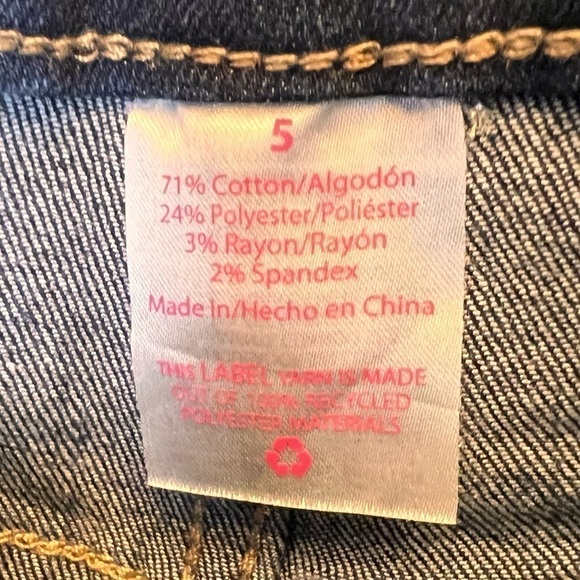 5
71% Cotton/Algodón
24% Polyester/Poliéster
3% Rayon/Rayón
2% Spandex
Made in/Hecho en China
THIS LABEL YARN IS MADE
OUT OF 100% RECYCLED
POLYESTER MATERIALS